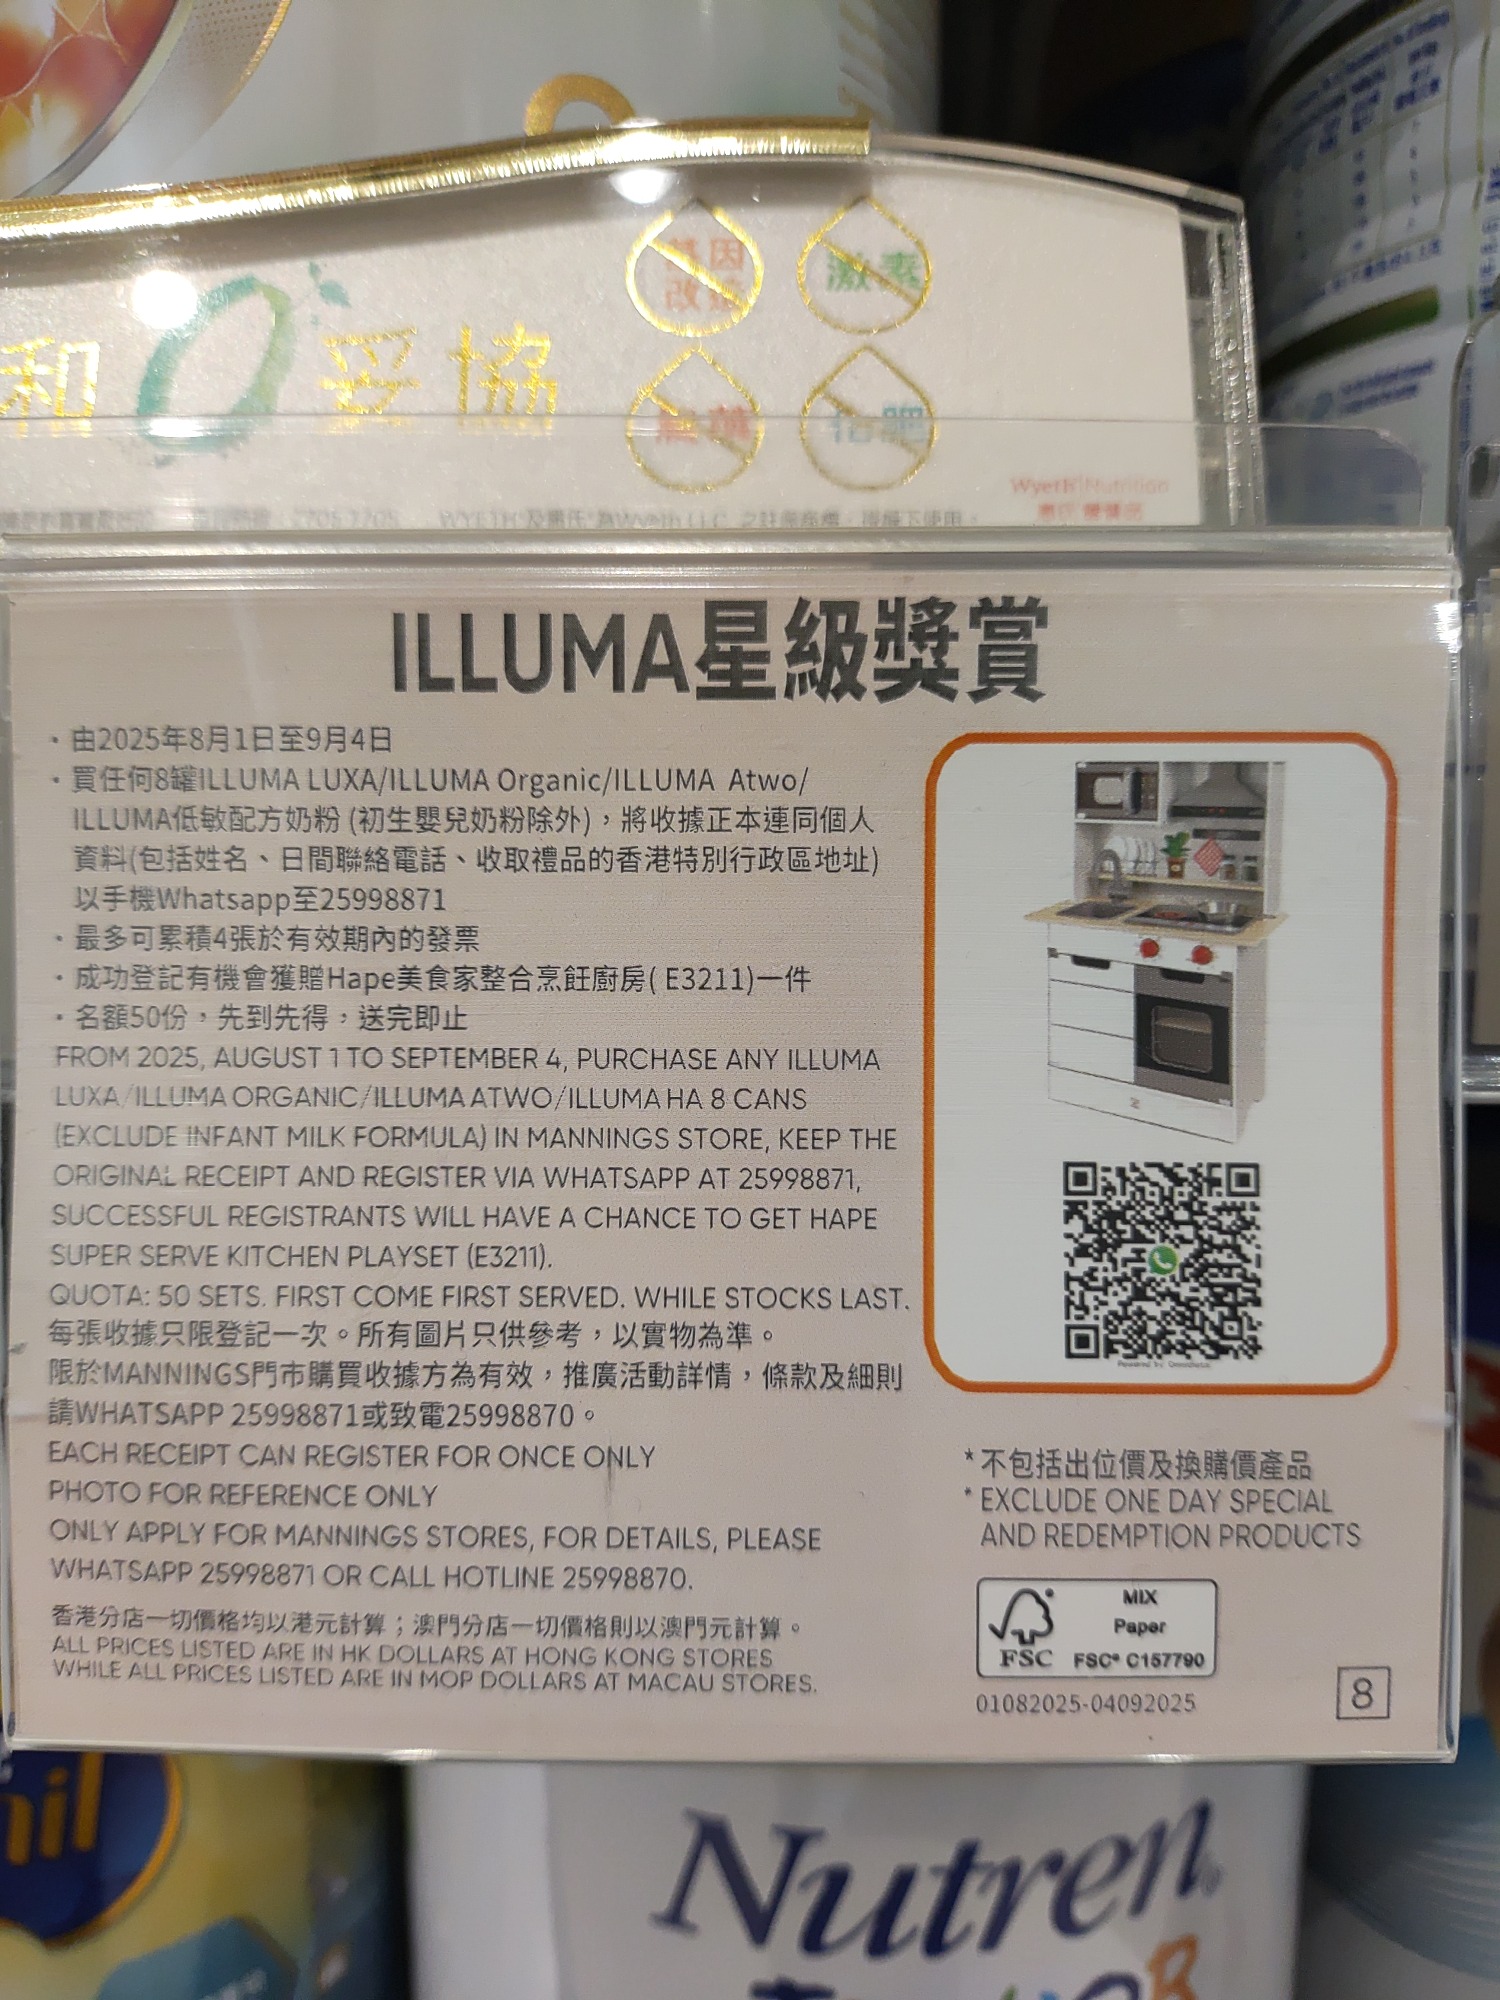 基因
改造
激素
和 0 妥協
Wyeth Nutrition
ILLUMA星級獎賞
・由2025年8月1日至9月4日
・買任何8罐ILLUMA LUXA/ILLUMA Organic/ILLUMA Atwo/
ILLUMA低敏配方奶粉 (初生嬰兒奶粉除外)，將收據正本連同個人
資料(包括姓名、日間聯絡電話、收取禮品的香港特別行政區地址)
以手機Whatsapp至25998871
・最多可累積4張於有效期內的發票
・成功登記有機會獲贈Hape美食家整合烹飪廚房( E3211)一件
・名額50份，先到先得，送完即止
FROM 2025, AUGUST 1 TO SEPTEMBER 4, PURCHASE ANY ILLUMA
LUXA/ILLUMA ORGANIC/ILLUMA ATWO/ILLUMA HA 8 CANS
(EXCLUDE INFANT MILK FORMULA) IN MANNINGS STORE, KEEP THE
ORIGINAL RECEIPT AND REGISTER VIA WHATSAPP AT 25998871,
SUCCESSFUL REGISTRANTS WILL HAVE A CHANCE TO GET HAPE
SUPER SERVE KITCHEN PLAYSET (E3211).
QUOTA: 50 SETS. FIRST COME FIRST SERVED. WHILE STOCKS LAST.
每張收據只限登記一次。所有圖片只供參考，以實物為準。
限於MANNINGS門市購買收據方為有效，推廣活動詳情，條款及細則
請WHATSAPP 25998871或致電25998870。
EACH RECEIPT CAN REGISTER FOR ONCE ONLY
PHOTO FOR REFERENCE ONLY
ONLY APPLY FOR MANNINGS STORES, FOR DETAILS, PLEASE
WHATSAPP 25998871 OR CALL HOTLINE 25998870.
香港分店一切價格均以港元計算；澳門分店一切價格則以澳門元計算。
ALL PRICES LISTED ARE IN HK DOLLARS AT HONG KONG STORES
WHILE ALL PRICES LISTED ARE IN MOP DOLLARS AT MACAU STORES.
*不包括出位價及換購價產品
*EXCLUDE ONE DAY SPECIAL
AND REDEMPTION PRODUCTS
MIX
Paper
FSC FSC® C157790
01082025-04092025
8
Nutren